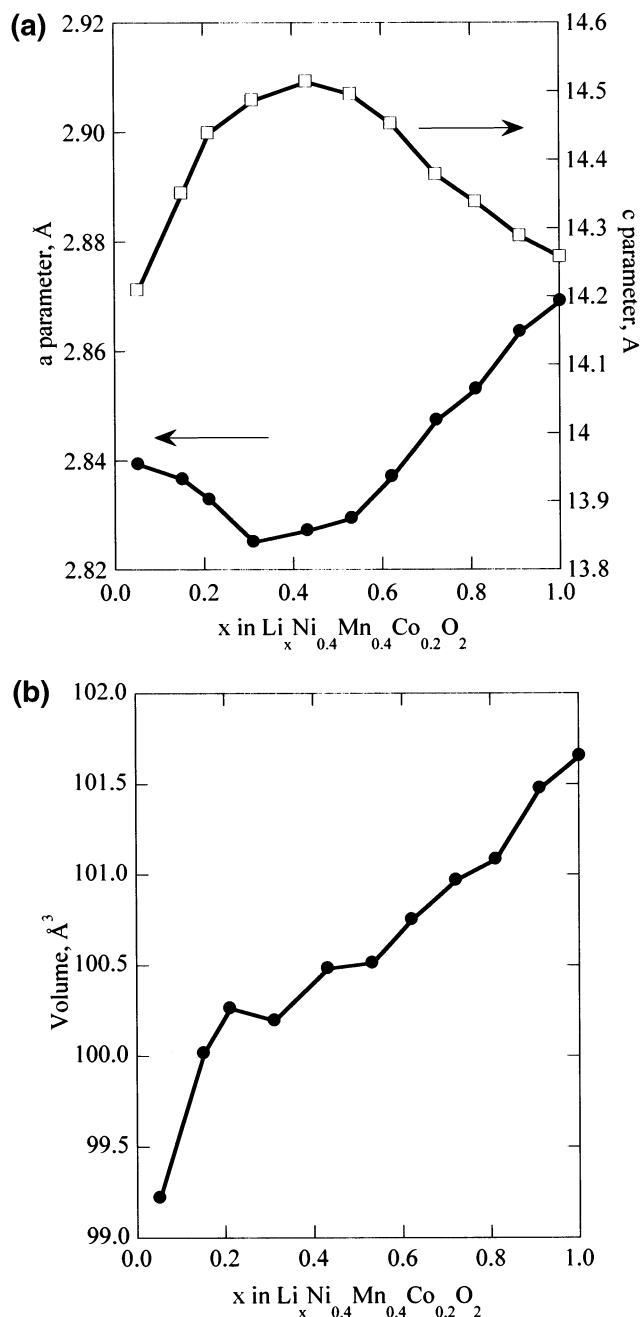 (a)
2.92
2.90
2.88
2.86
2.84
2.82
a parameter, Å
14.6
14.5
14.4
14.3
14.2
14.1
14
13.9
13.8
c parameter, A
0.0 0.2 0.4 0.6 0.8 1.0
x in LixNi0.4Mn0.4Co0.2O2
(b)
102.0
101.5
101.0
100.5
100.0
99.5
99.0
Volume, Å3
0.0 0.2 0.4 0.6 0.8 1.0
x in LixNi0.4Mn0.4Co0.2O2